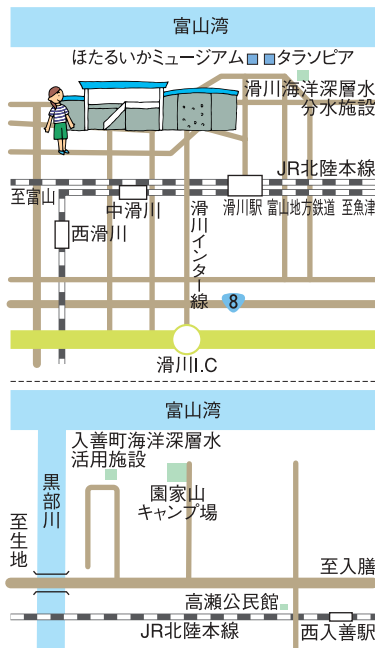 富山湾
ほたるいかミュージアム タラソピア
滑川海洋深層水
分水施設
JR北陸本線
至富山
中滑川
滑川駅
富山地方鉄道
至魚津
西滑川
滑川インター線
8
滑川I.C
富山湾
入善町海洋深層水
活用施設
黒部川
園家山
キャンプ場
至生地
至入膳
高瀬公民館
JR北陸本線
西入善駅